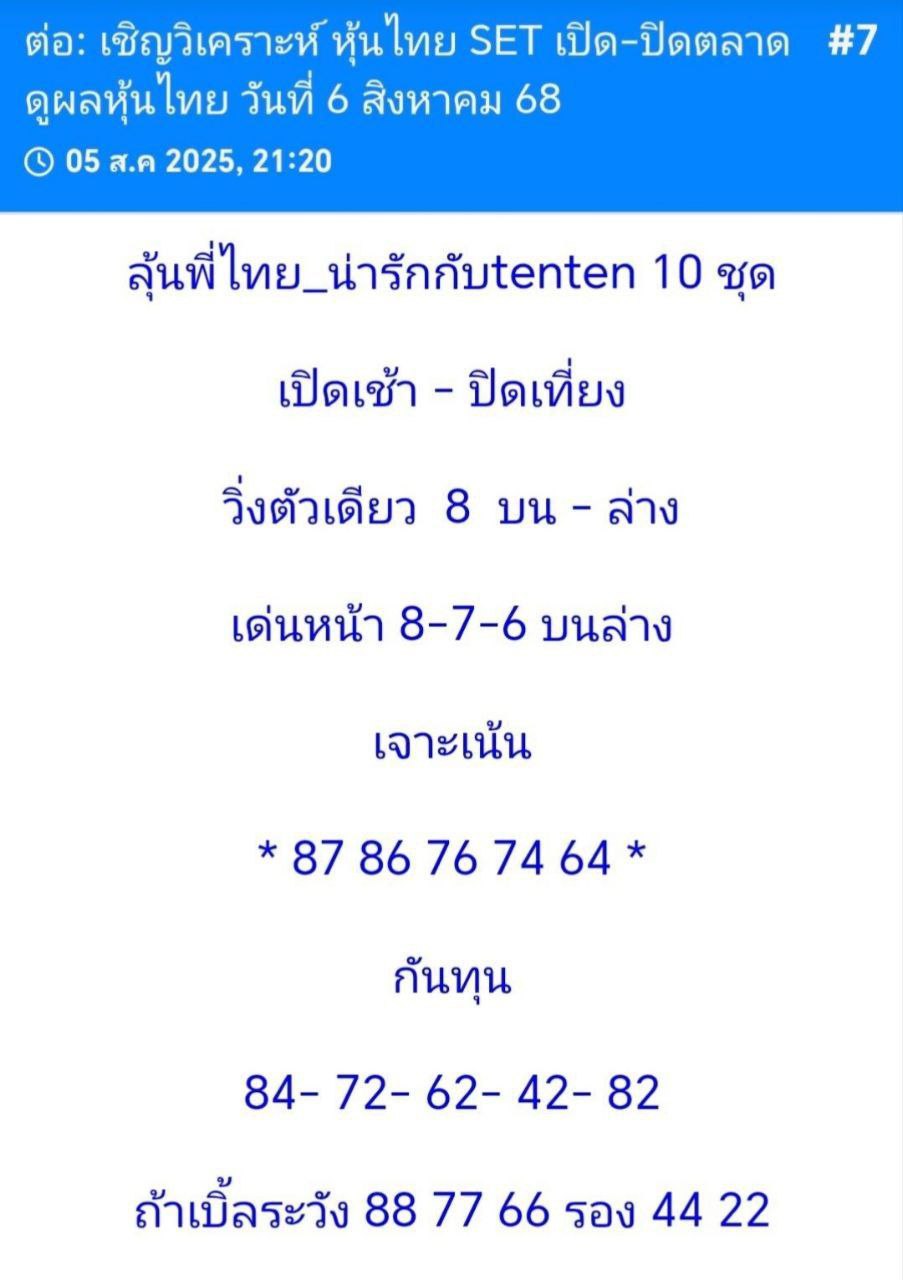 ต่อ: เชิญวิเคราะห์ หุ้นไทย SET เปิด-ปิดตลาด #7
ดูผลหุ้นไทย วันที่ 6 สิงหาคม 68
05 ส.ค 2025, 21:20
ลุ้นพี่ไทย_น่ารักกับtenten 10 ชุด
เปิดเช้า - ปิดเที่ยง
วิ่งตัวเดียว 8 บน - ล่าง
เด่นหน้า 8-7-6 บนล่าง
เจาะเน้น
* 87 86 76 74 64 *
กันทุน
84- 72- 62- 42- 82
ถ้าเบิ้ลระวัง 88 77 66 รอง 44 22